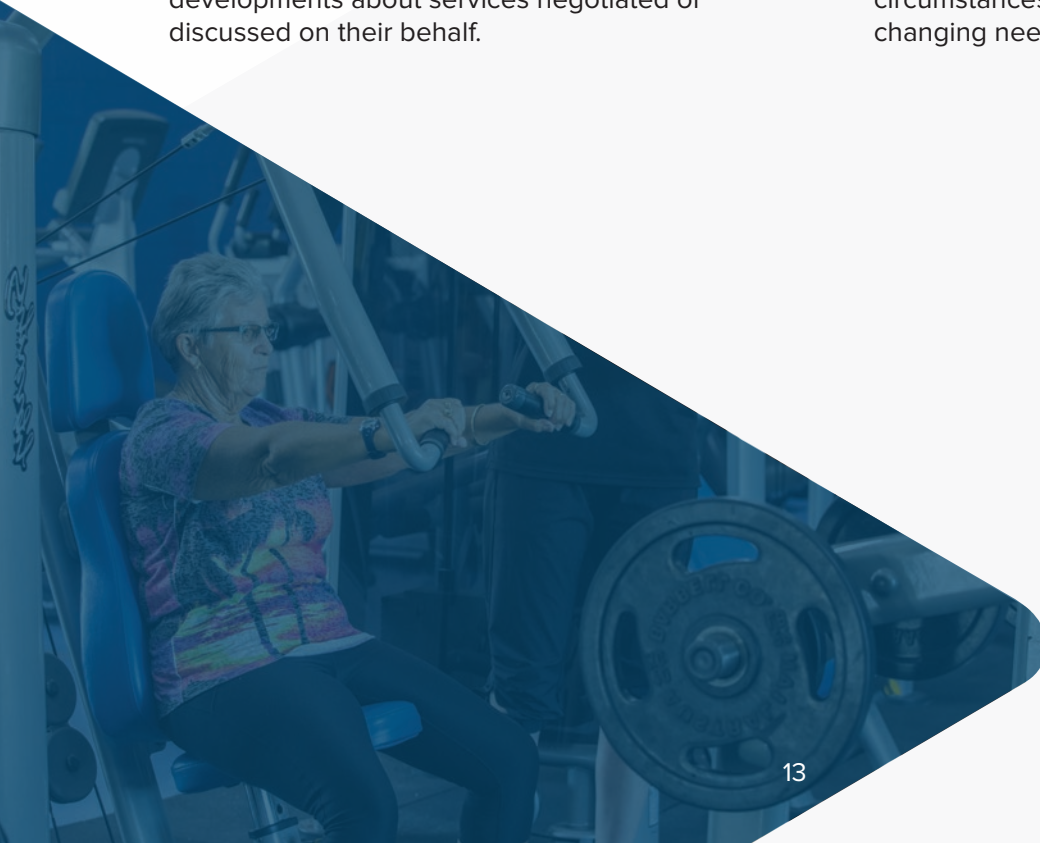 developments about services negotiated or
discussed on their behalf.
circumstances
changing nee
13